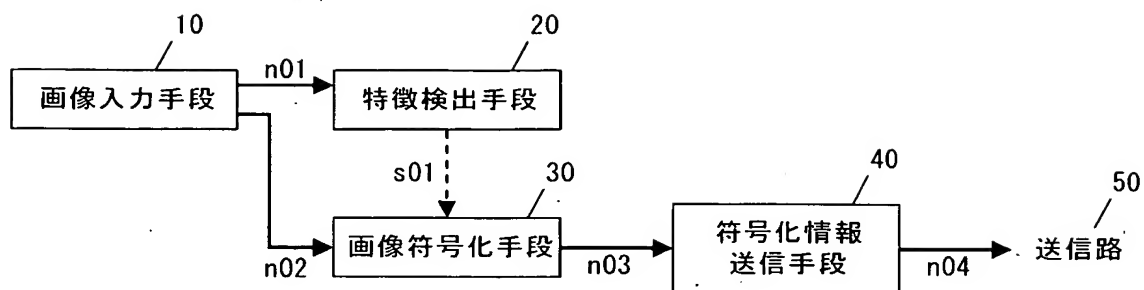 10
20
画像入力手段
n01
特徴検出手段
s01
30
40
50
画像符号化手段
符号化情報
送信手段
送信路
n02
n03
n04